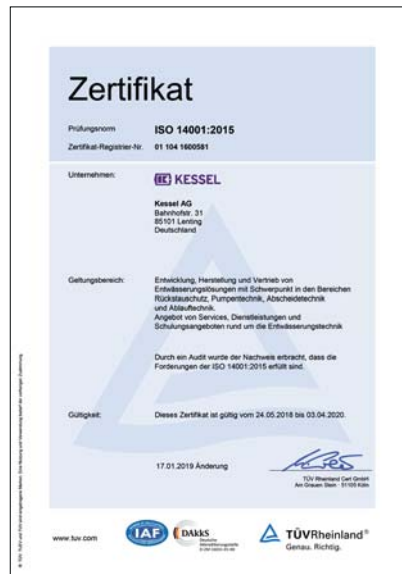 Zertifikat
Prüfungsnorm ISO 14001:2015
Zertifikat-Registrier-Nr. 01 104 1600581
Unternehmen: KESSEL
Kessel AG
Bahnhofstr. 31
85101 Lenting
Deutschland
Geltungsbereich: Entwicklung, Herstellung und Vertrieb von
Entwässerungslösungen mit Schwerpunkt in den Bereichen
Rückstauschutz, Pumpentechnik, Abscheidetechnik
und Ablauftechnik.
Angebot von Services, Dienstleistungen und
Schulungsangeboten rund um die Entwässerungstechnik
Durch ein Audit wurde der Nachweis erbracht, dass die
Forderungen der ISO 14001:2015 erfüllt sind.
Gültigkeit: Dieses Zertifikat ist gültig vom 24.05.2018 bis 03.04.2020.
17.01.2019 Änderung
TÜV Rheinland Cert GmbH
Am Grauen Stein · 51105 Köln
www.tuv.com
IAF
DAkkS
Deutsche
Akkreditierungsstelle
TÜVRheinland®
Genau. Richtig.